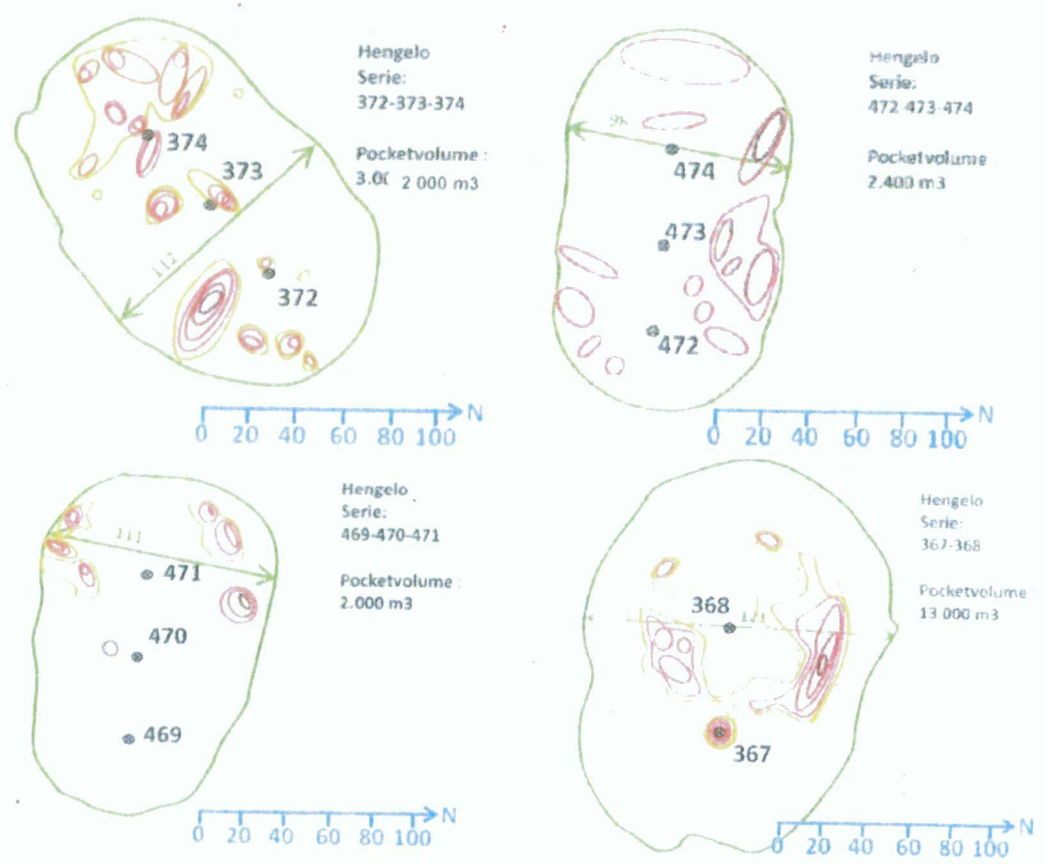 Hengelo
Serie:
372-373-374
Pocketvolume :
2 000 m3
374
373
112
372
N
0 20 40 60 80 100
Hengelo
Serie:
472-473-474
Pocketvolume
2.400 m3
474
473
472
N
0 20 40 60 80 100
Hengelo
Serie:
469-470-471
Pocketvolume :
2.000 m3
111
471
470
469
N
0 20 40 60 80 100
Hengelo
Serie:
367-368
Pocketvolume :
13 000 m3
368
121
367
N
0 20 40 60 80 100